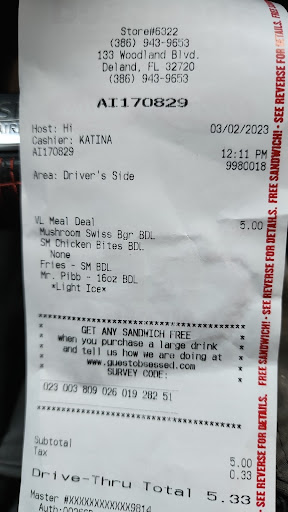 Store#6322
(386) 943-9653
133 Woodland Blvd.
Deland, FL 32720
(386) 943-9653
AI170829
Host: Hi
03/02/2023
Cashier: KATINA
AI170829
12:11 PM
9980018
Area: Driver's Side
VL Meal Deal
5.00
Mushroom Swiss Bgr BDL
SM Chicken Bites BDL
None
Fries - SM BDL
Mr. Pibb - 16oz BDL
*Light Ice*
GET ANY SANDWICH FREE
when you purchase a large drink
and tell us how we are doing at
www.guestobsessed.com
SURVEY CODE:
023 003 809 026 019 282 51
Subtotal
5.00
Tax
0.33
Drive-Thru Total 5.33
Master #XXXXXXXXXXXX9814
FREE SANDWICH! - SEE REVERSE FOR DETAILS.
FREE SANDWICH! - SEE REVERSE FOR DETAILS.
SEE REVERSE FOR DETAILS.